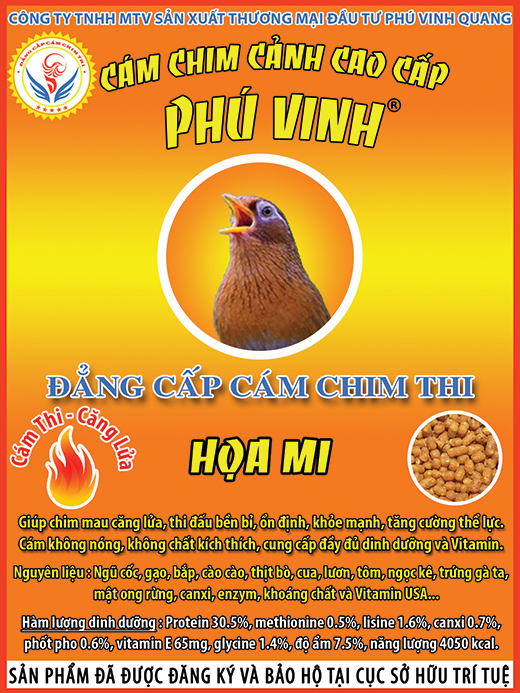 CÔNG TY TNHH MTV SẢN XUẤT THƯƠNG MẠI ĐẦU TƯ PHÚ VINH QUANG
ĐẲNG CẤP CÁM CHIM THI
CÁM CHIM CẢNH CAO CẤP
PHÚ VINH®
ĐẲNG CẤP CÁM CHIM THI
Cám Thi - Căng Lửa
HỌA MI
Giúp chim mau căng lửa, thi đấu bền bỉ, ổn định, khỏe mạnh, tăng cường thể lực.
Cám không nóng, không chất kích thích, cung cấp đầy đủ dinh dưỡng và Vitamin.
Nguyên liệu : Ngũ cốc, gạo, bắp, cào cào, thịt bò, cua, lươn, tôm, ngọc kê, trứng gà ta,
mật ong rừng, canxi, enzym, khoáng chất và Vitamin USA...
Hàm lượng dinh dưỡng : Protein 30.5%, methionine 0.5%, lisine 1.6%, canxi 0.7%,
phốt pho 0.6%, vitamin E 65mg, glycine 1.4%, độ ẩm 7.5%, năng lượng 4050 kcal.
SẢN PHẨM ĐÃ ĐƯỢC ĐĂNG KÝ VÀ BẢO HỘ TẠI CỤC SỞ HỮU TRÍ TUỆ